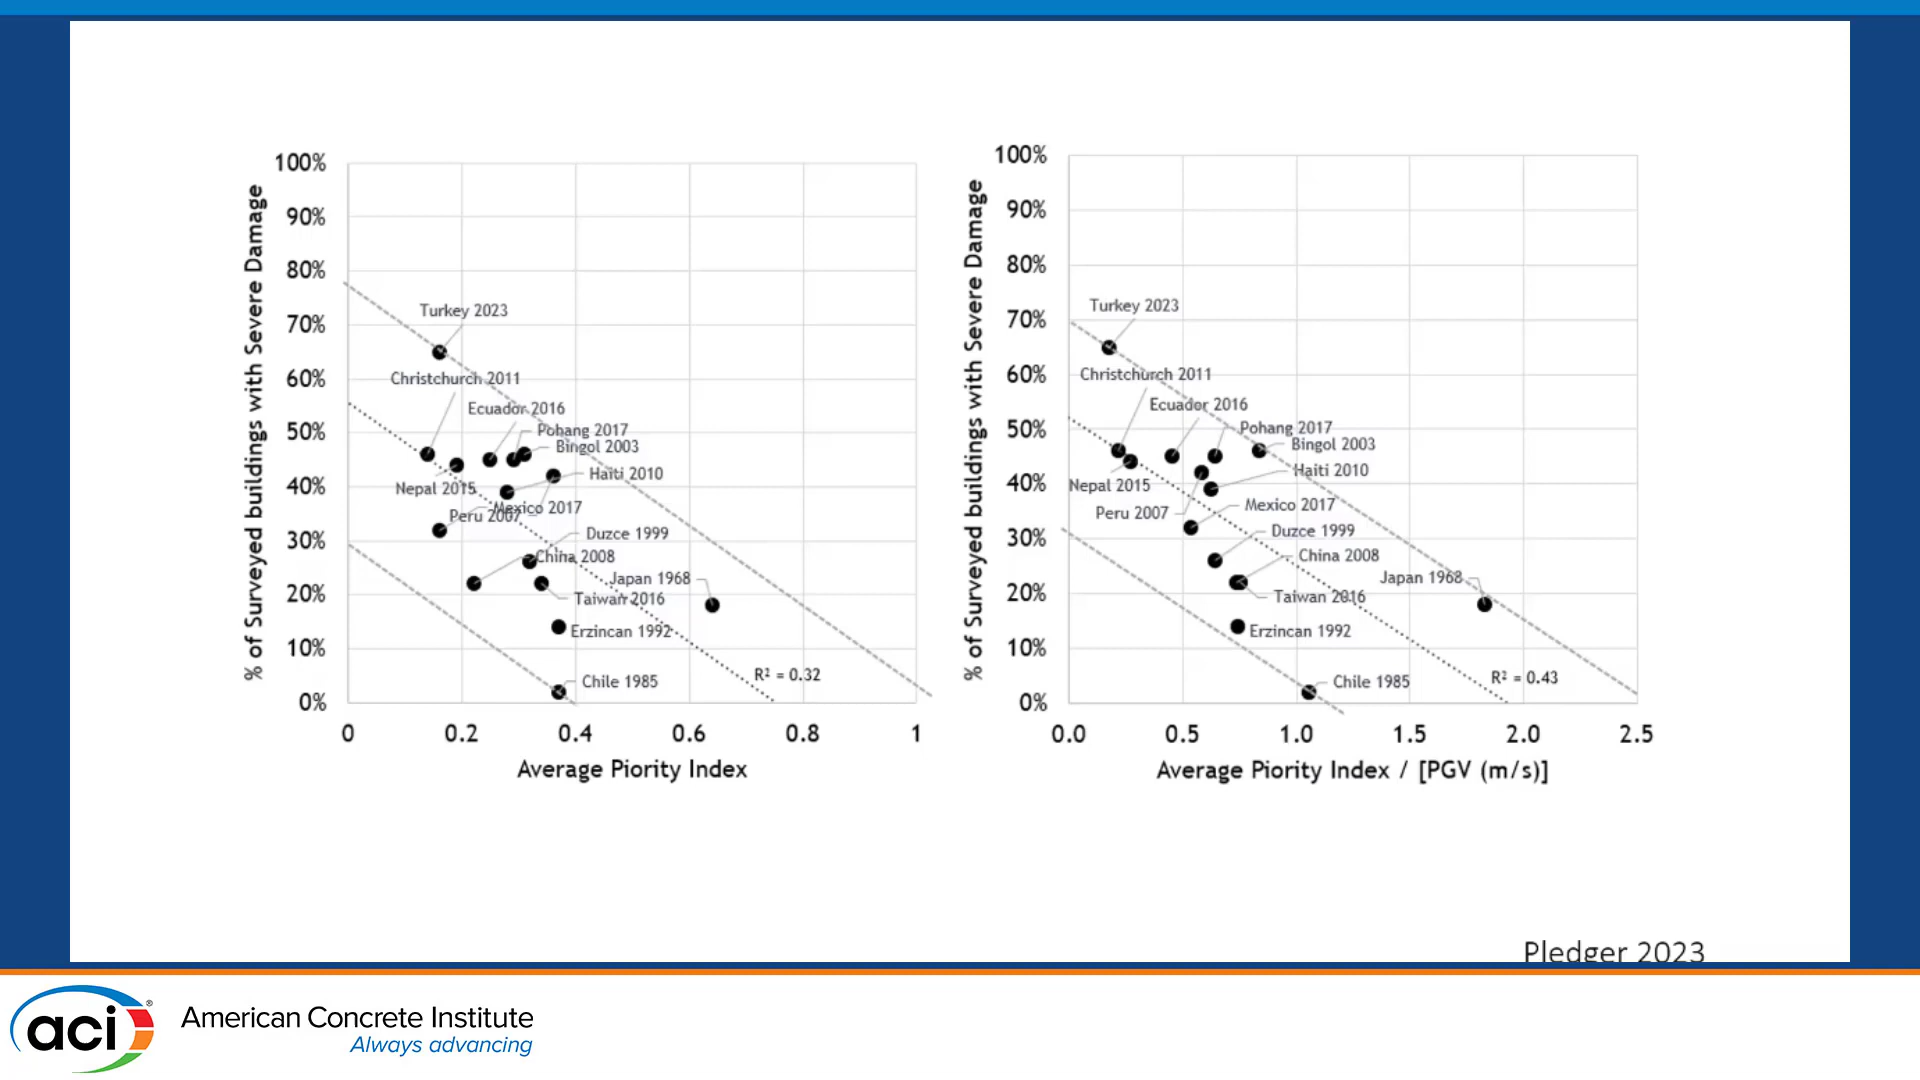 100%
90%
80%
70%
60%
50%
40%
30%
20%
10%
0%
% of Surveyed buildings with Severe Damage
Turkey 2023
Christchurch 2011
Ecuador 2016
Pohang 2017
Bingol 2003
Haiti 2010
Nepal 2015
Mexico 2017
Peru 2007
Duzce 1999
China 2008
Japan 1968
Taiwan 2016
Erzincan 1992
R² = 0.32
Chile 1985
0 0.2 0.4 0.6 0.8 1
Average Piority Index
100%
90%
80%
70%
60%
50%
40%
30%
20%
10%
0%
% of Surveyed buildings with Severe Damage
Turkey 2023
Christchurch 2011
Ecuador 2016
Pohang 2017
Bingol 2003
Haiti 2010
Nepal 2015
Mexico 2017
Peru 2007
Duzce 1999
China 2008
Japan 1968
Taiwan 2016
Erzincan 1992
R² = 0.43
Chile 1985
0.0 0.5 1.0 1.5 2.0 2.5
Average Piority Index / [PGV (m/s)]
Pledger 2023
aci®
American Concrete Institute
Always advancing